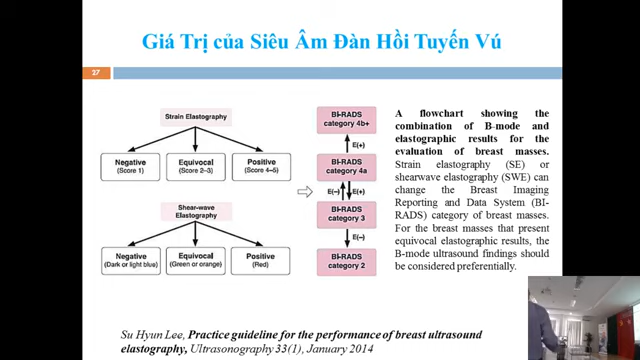 Giá Trị của Siêu Âm Đàn Hồi Tuyến Vú
27
Strain Elastography
Negative
(Score 1)
Equivocal
(Score 2–3)
Positive
(Score 4–5)
Shear-wave
Elastography
Negative
(Dark or light blue)
Equivocal
(Green or orange)
Positive
(Red)
BI-RADS
category 4b+
E(+)
BI-RADS
category 4a
E(–)
E(+)
BI-RADS
category 3
E(–)
BI-RADS
category 2
A flowchart showing the
combination of B-mode and
elastographic results for the
evaluation of breast masses.
Strain elastography (SE) or
shearwave elastography (SWE) can
change the Breast Imaging
Reporting and Data System (BI-
RADS) category of breast masses.
For the breast masses that present
equivocal elastographic results, the
B-mode ultrasound findings should
be considered preferentially.
Su Hyun Lee, Practice guideline for the performance of breast ultrasound
elastography, Ultrasonography 33(1), January 2014